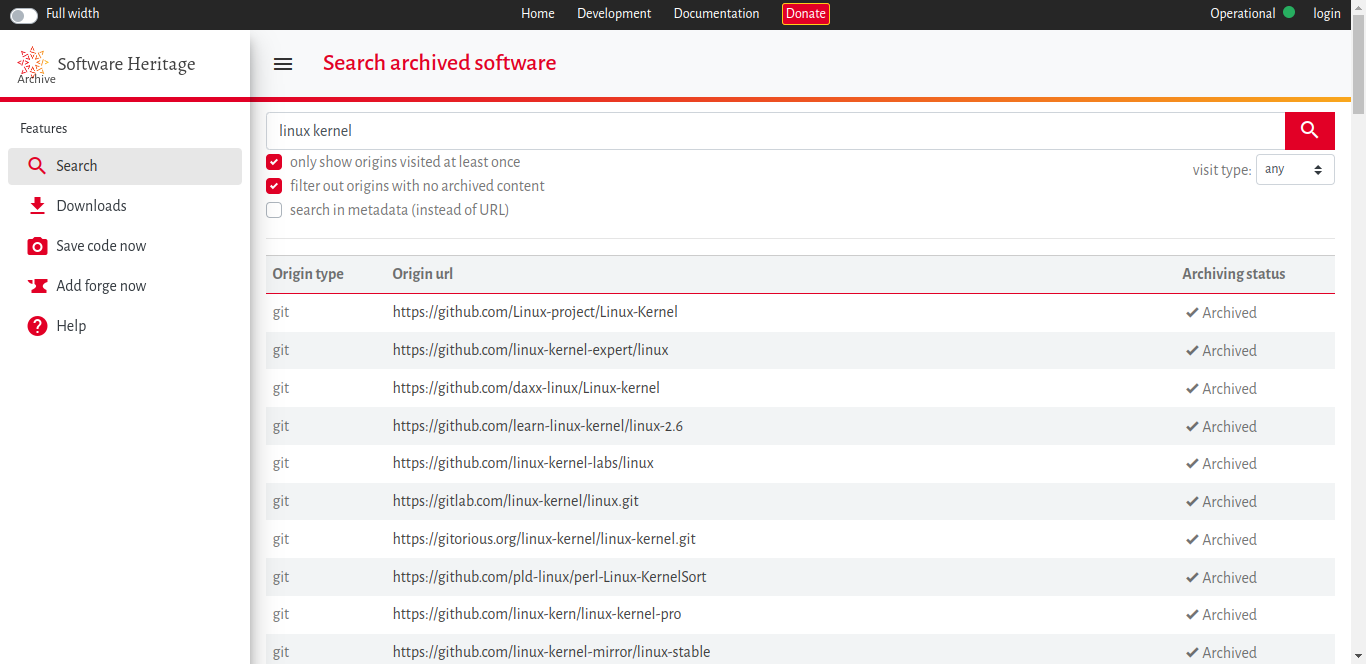 Full width
Home Development Documentation Donate
Operational login
Software Heritage
Archive
Search archived software
Features
Search
Downloads
Save code now
Add forge now
Help
linux kernel
only show origins visited at least once
filter out origins with no archived content
search in metadata (instead of URL)
visit type: any
Origin type Origin url Archiving status
git https://github.com/Linux-project/Linux-Kernel Archived
git https://github.com/linux-kernel-expert/linux Archived
git https://github.com/daxx-linux/Linux-kernel Archived
git https://github.com/learn-linux-kernel/linux-2.6 Archived
git https://github.com/linux-kernel-labs/linux Archived
git https://gitlab.com/linux-kernel/linux.git Archived
git https://gitorious.org/linux-kernel/linux-kernel.git Archived
git https://github.com/pld-linux/perl-Linux-KernelSort Archived
git https://github.com/linux-kern/linux-kernel-pro Archived
git https://github.com/linux-kernel-mirror/linux-stable Archived